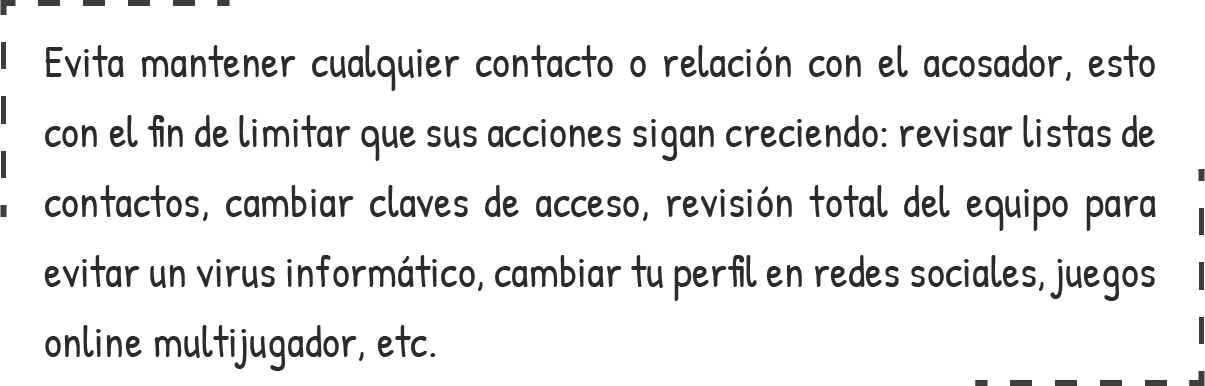 Evita mantener cualquier contacto o relación con el acosador, esto
con el fin de limitar que sus acciones sigan creciendo: revisar listas de
contactos, cambiar claves de acceso, revisión total del equipo para
evitar un virus informático, cambiar tu perfil en redes sociales, juegos
online multijugador, etc.